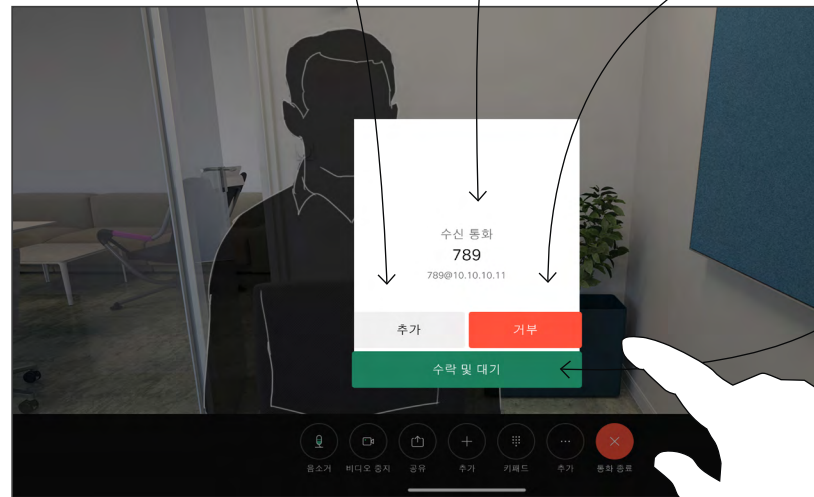 수신 통화
789
789@10.10.10.11
추가
거부
수락 및 대기
음소거
비디오 중지
공유
추가
키패드
추가
통화 종료